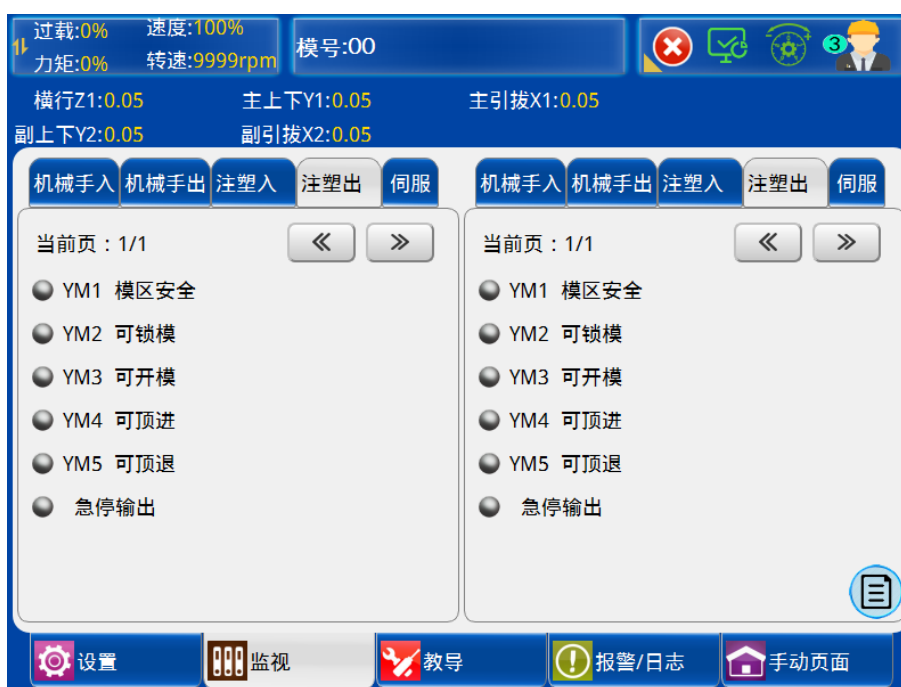 过载:0% 速度:100%
力矩:0% 转速:9999rpm
模号:00
3
横行Z1:0.05 主上下Y1:0.05 主引拔X1:0.05
副上下Y2:0.05 副引拔X2:0.05
机械手入 机械手出 注塑入 注塑出 伺服
当前页：1/1
YM1 模区安全
YM2 可锁模
YM3 可开模
YM4 可顶进
YM5 可顶退
急停输出
机械手入 机械手出 注塑入 注塑出 伺服
当前页：1/1
YM1 模区安全
YM2 可锁模
YM3 可开模
YM4 可顶进
YM5 可顶退
急停输出
设置 监视 教导 报警/日志 手动页面